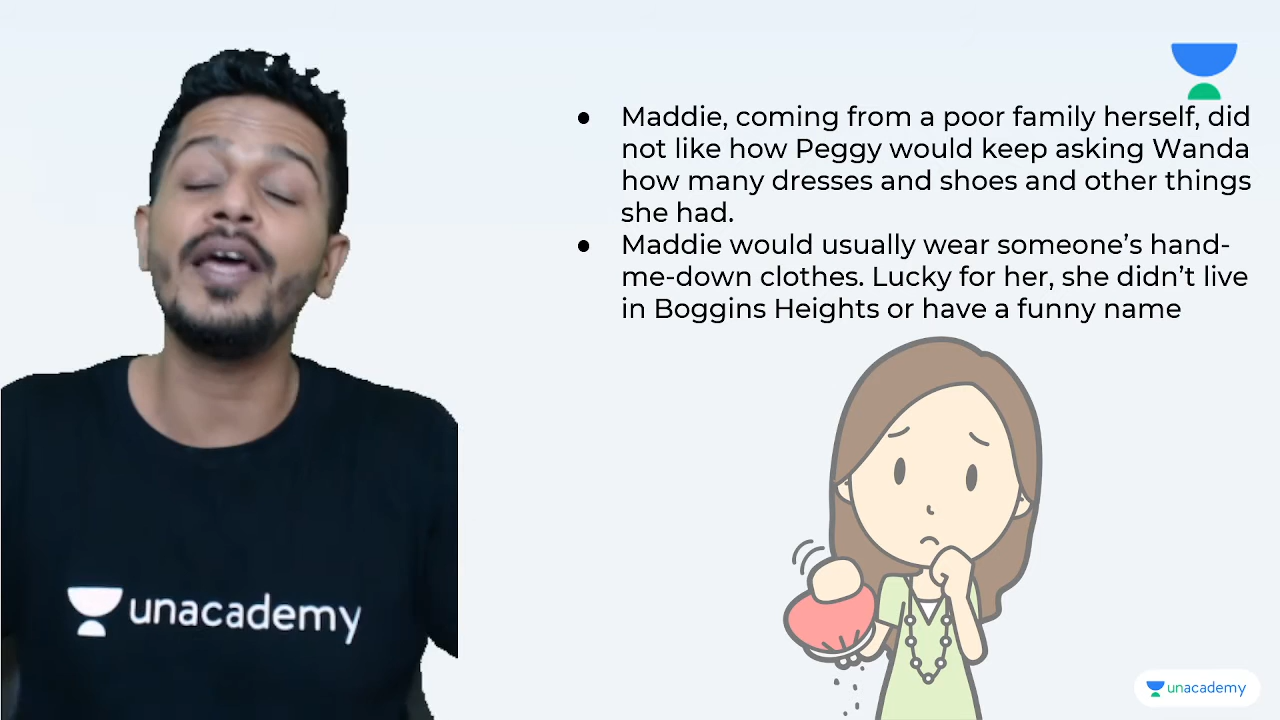 ● Maddie, coming from a poor family herself, did
not like how Peggy would keep asking Wanda
how many dresses and shoes and other things
she had.
● Maddie would usually wear someone’s hand-
me-down clothes. Lucky for her, she didn’t live
in Boggins Heights or have a funny name
unacademy
unacademy